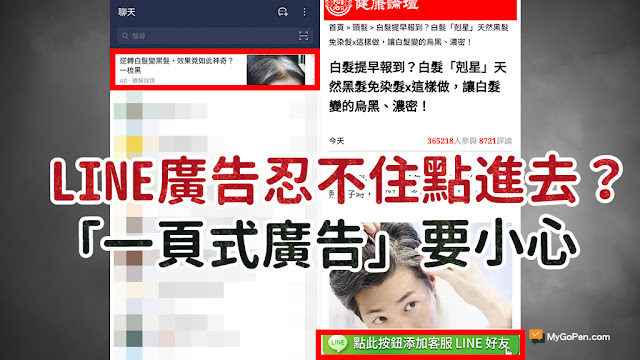 聊天
搜尋
逆轉白髮變黑髮，效果竟如此神奇？
一梳黑
AD・瞭解詳情
健康論壇
首頁 > 頭髮 > 白髮提早報到？白髮「剋星」天然黑髮
免染髮x這樣做，讓白髮變的烏黑、濃密！
白髮提早報到？白髮「剋星」天
然黑髮免染髮x這樣做，讓白髮
變的烏黑、濃密！
今天
365218人參與 8721評論
LINE廣告忍不住點進去？
「一頁式廣告」要小心
LINE
點此按鈕添加客服 LINE 好友
MyGoPen.com